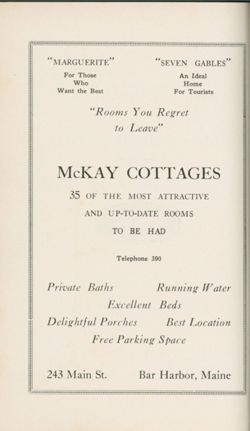 "MARGUERITE" "SEVEN GABLES"
For Those An Ideal
Who Home
Want the Best For Tourists
"Rooms You Regret
to Leave"
McKAY COTTAGES
35 OF THE MOST ATTRACTIVE
AND UP-TO-DATE ROOMS
TO BE HAD
Telephone 390
Private Baths Running Water
Excellent Beds
Delightful Porches Best Location
Free Parking Space
243 Main St. Bar Harbor, Maine